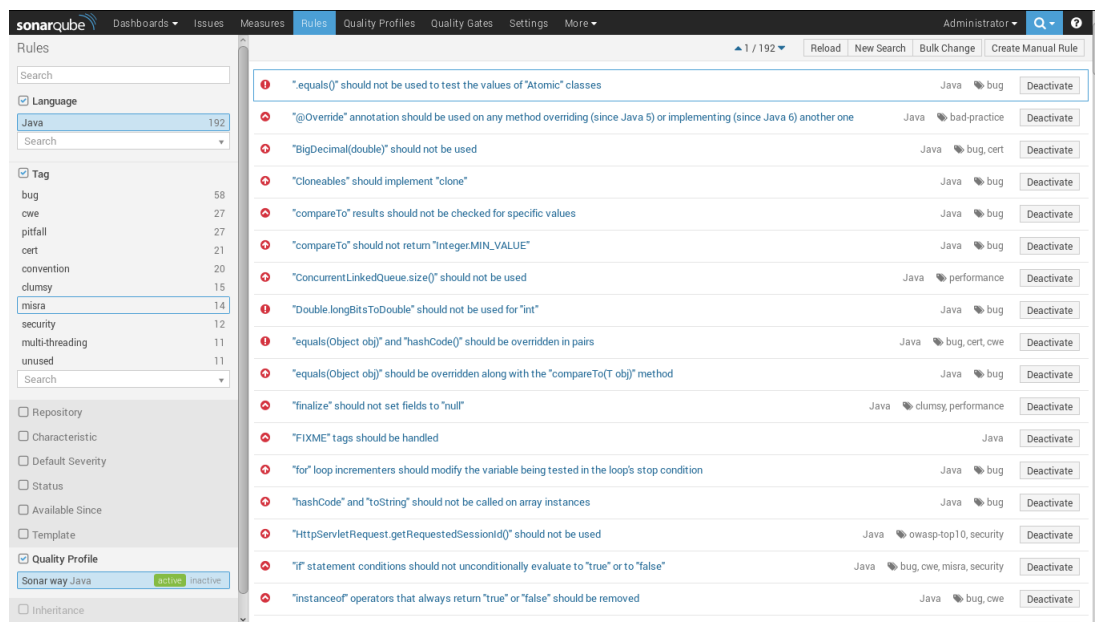 sonarqube Dashboards Issues Measures Rules Quality Profiles Quality Gates Settings More Administrator
Rules
1 / 192 Reload New Search Bulk Change Create Manual Rule
Search
Language
Java 192
Search
Tag
bug 58
cwe 27
pitfall 27
cert 21
convention 20
clumsy 15
misra 14
security 12
multi-threading 11
unused 11
Search
Repository
Characteristic
Default Severity
Status
Available Since
Template
Quality Profile
Sonar way Java active inactive
Inheritance
".equals()" should not be used to test the values of "Atomic" classes Java bug Deactivate
"@Override" annotation should be used on any method overriding (since Java 5) or implementing (since Java 6) another one Java bad-practice Deactivate
"BigDecimal(double)" should not be used Java bug, cert Deactivate
"Cloneables" should implement "clone" Java bug Deactivate
"compareTo" results should not be checked for specific values Java bug Deactivate
"compareTo" should not return "Integer.MIN_VALUE" Java bug Deactivate
"ConcurrentLinkedQueue.size()" should not be used Java performance Deactivate
"Double.longBitsToDouble" should not be used for "int" Java bug Deactivate
"equals(Object obj)" and "hashCode()" should be overridden in pairs Java bug, cert, cwe Deactivate
"equals(Object obj)" should be overridden along with the "compareTo(T obj)" method Java bug Deactivate
"finalize" should not set fields to "null" Java clumsy, performance Deactivate
"FIXME" tags should be handled Java Deactivate
"for" loop incrementers should modify the variable being tested in the loop's stop condition Java bug Deactivate
"hashCode" and "toString" should not be called on array instances Java bug Deactivate
"HttpServletRequest.getRequestedSessionId()" should not be used Java owasp-top10, security Deactivate
"if" statement conditions should not unconditionally evaluate to "true" or to "false" Java bug, cwe, misra, security Deactivate
"instanceof" operators that always return "true" or "false" should be removed Java bug, cwe Deactivate